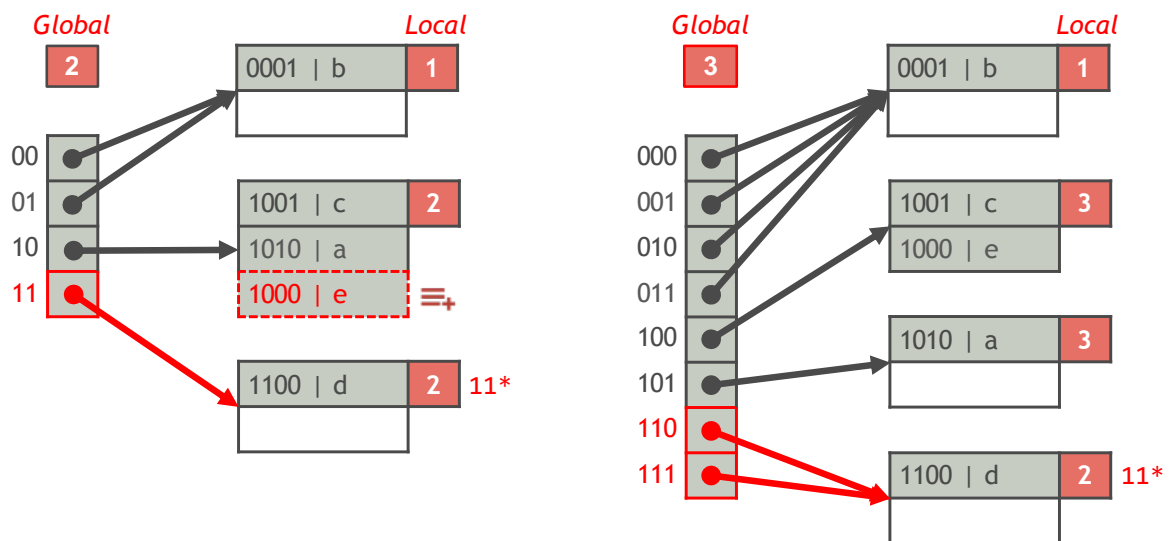 Global Local
2
0001 | b 1
00
01
1001 | c 2
10
1010 | a
11
1000 | e
1100 | d 2 11*
Global Local
3
0001 | b 1
000
001
1001 | c 3
010
1000 | e
011
100
1010 | a 3
101
110
111
1100 | d 2 11*